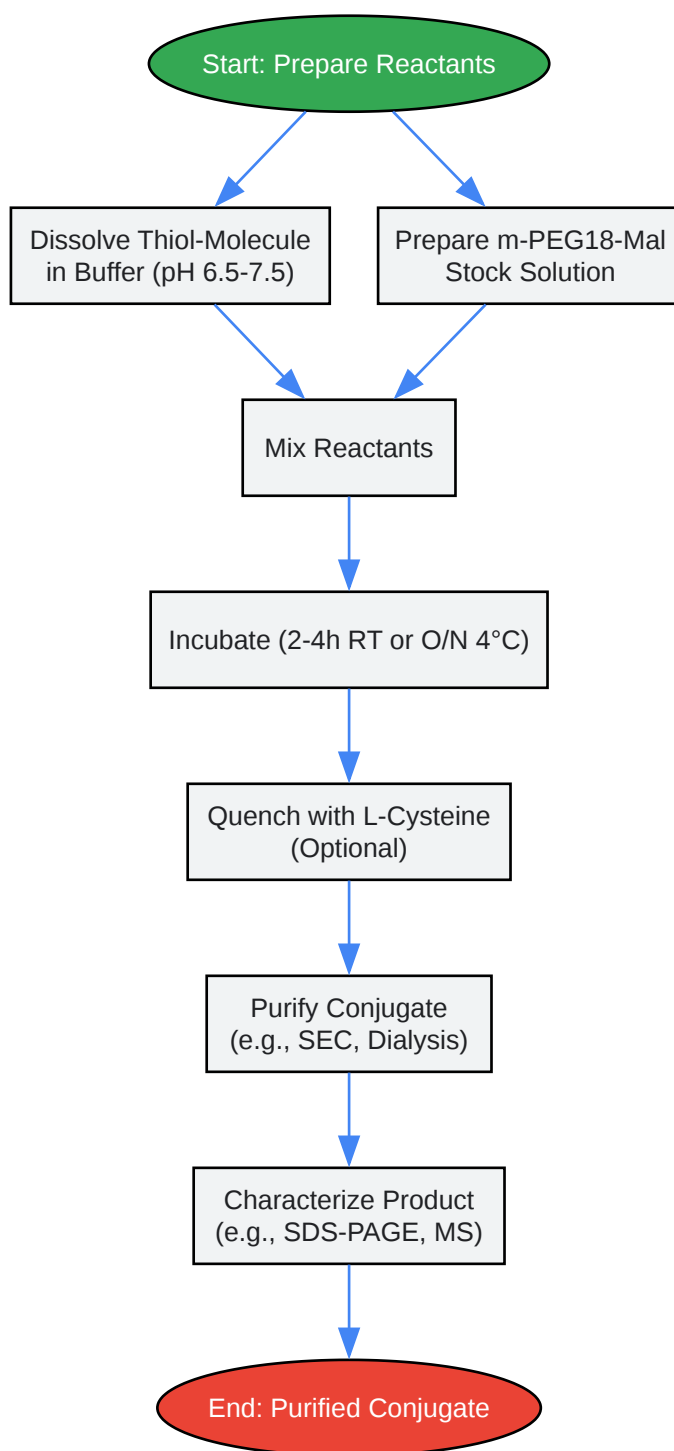 Start: Prepare Reactants
Dissolve Thiol-Molecule
in Buffer (pH 6.5-7.5)
Prepare m-PEG18-Mal
Stock Solution
Mix Reactants
Incubate (2-4h RT or O/N 4°C)
Quench with L-Cysteine
(Optional)
Purify Conjugate
(e.g., SEC, Dialysis)
Characterize Product
(e.g., SDS-PAGE, MS)
End: Purified Conjugate